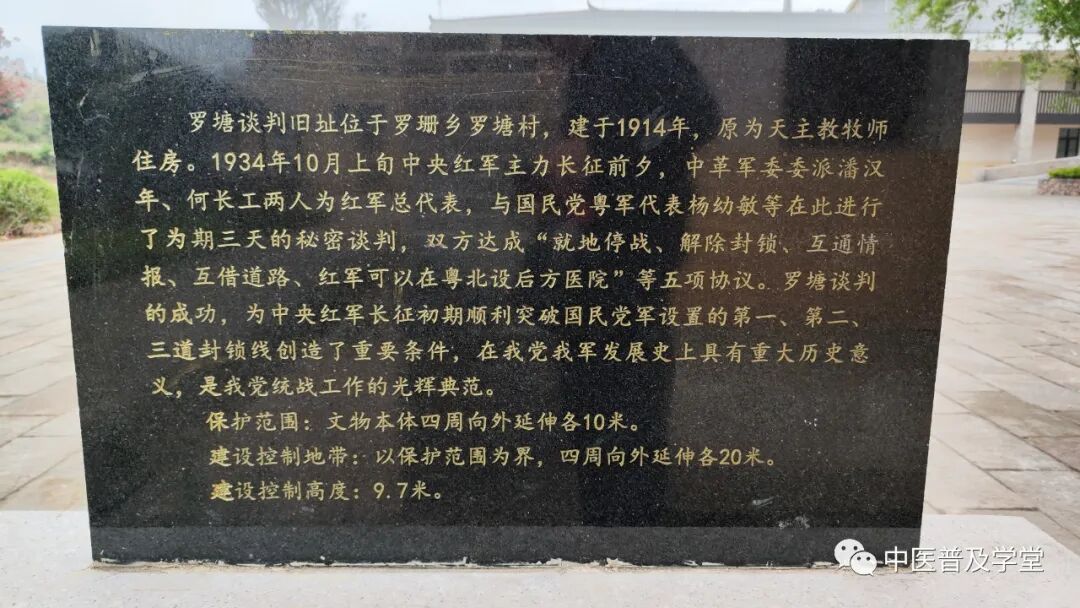 罗塘谈判旧址位于罗珊乡罗塘村，建于1914年，原为天主教牧师
住房。1934年10月上旬中央红军主力长征前夕，中革军委委派潘汉
年、何长工两人为红军总代表，与国民党粤军代表杨幼敏等在此进行
了为期三天的秘密谈判，双方达成“就地停战、解除封锁、互通情
报、互借道路、红军可以在粤北设后方医院”等五项协议。罗塘谈判
的成功，为中央红军长征初期顺利突破国民党军设置的第一、第二、
三道封锁线创造了重要条件，在我党我军发展史上具有重大历史意
义，是我党统战工作的光辉典范。
保护范围：文物本体四周向外延伸各10米。
建设控制地带：以保护范围为界，四周向外延伸各20米。
建设控制高度：9.7米。
中医普及学堂